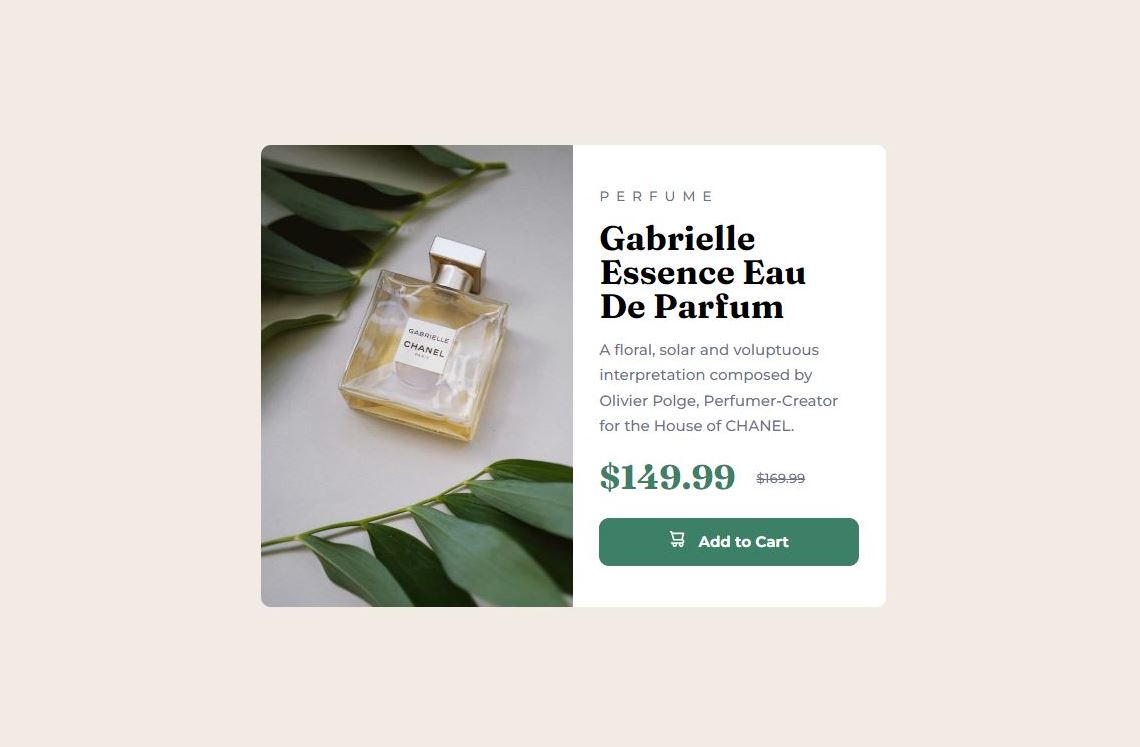 GABRIELLE
CHANEL
PARIS
PERFUME
Gabrielle
Essence Eau
De Parfum
A floral, solar and voluptuous
interpretation composed by
Olivier Polge, Perfumer-Creator
for the House of CHANEL.
$149.99 $169.99
Add to Cart